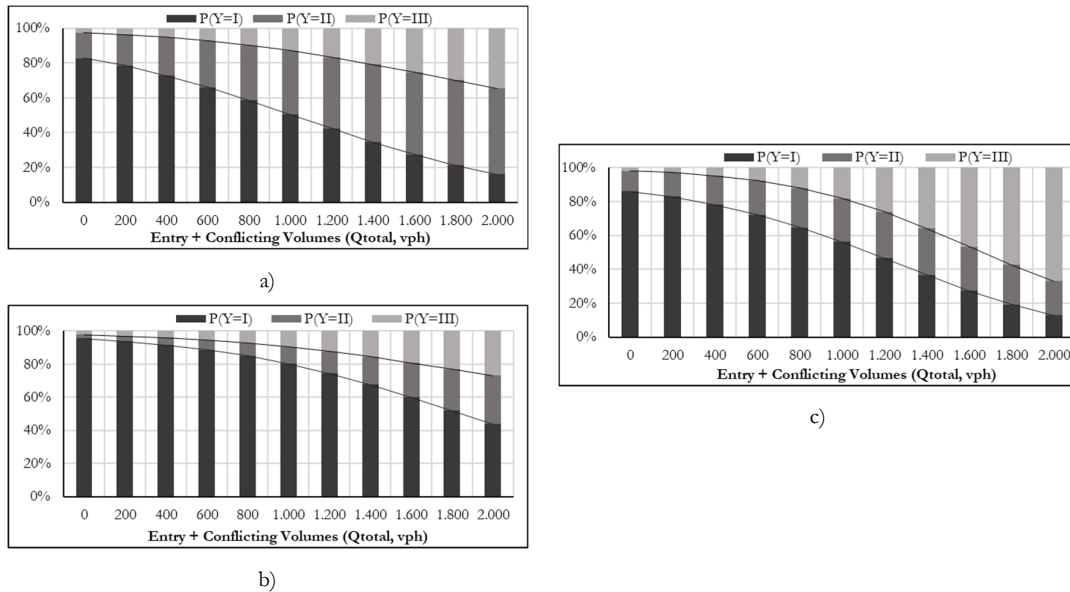 P(Y=I) P(Y=II) P(Y=III)
100%
80%
60%
40%
20%
0%
0 200 400 600 800 1.000 1.200 1.400 1.600 1.800 2.000
Entry + Conflicting Volumes (Qtotal, vph)
a)
P(Y=I) P(Y=II) P(Y=III)
100%
80%
60%
40%
20%
0%
0 200 400 600 800 1.000 1.200 1.400 1.600 1.800 2.000
Entry + Conflicting Volumes (Qtotal, vph)
b)
P(Y=I) P(Y=II) P(Y=III)
100%
80%
60%
40%
20%
0%
0 200 400 600 800 1.000 1.200 1.400 1.600 1.800 2.000
Entry + Conflicting Volumes (Qtotal, vph)
c)